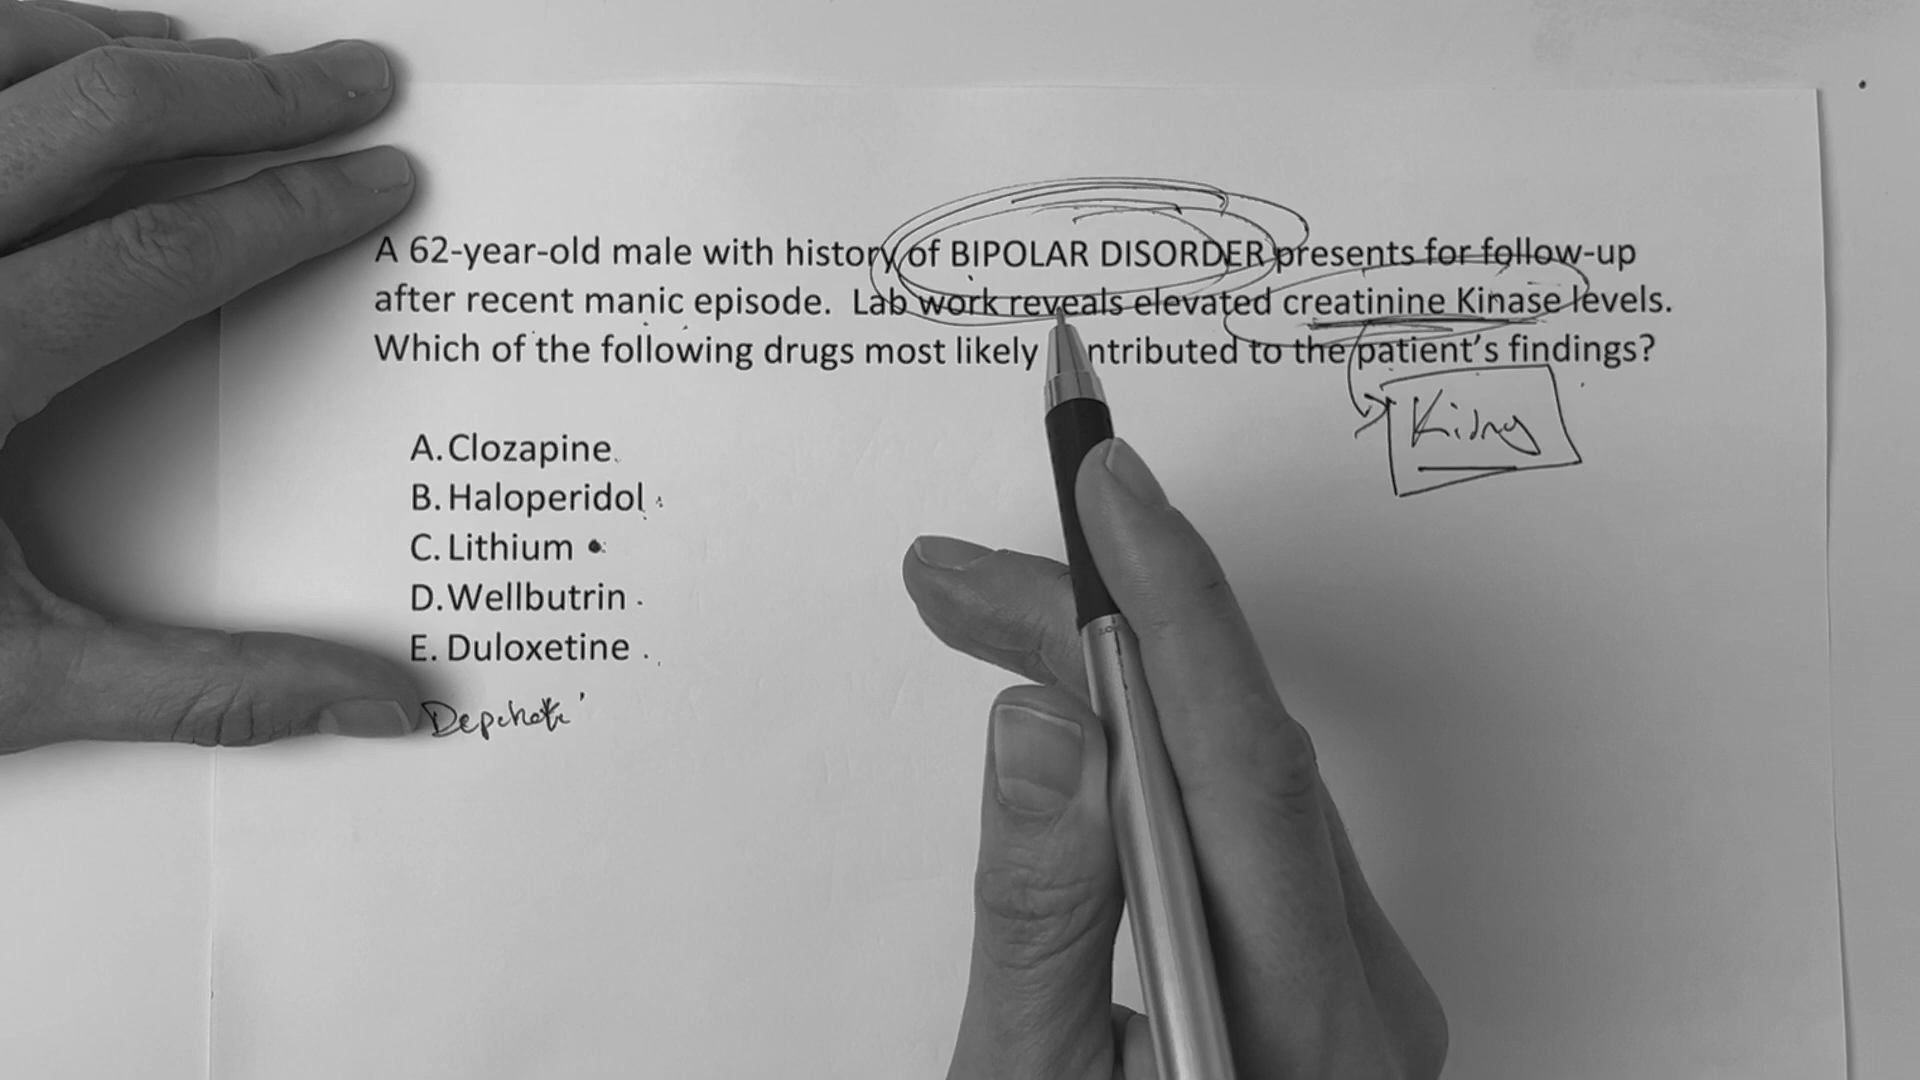 A 62-year-old male with history of BIPOLAR DISORDER presents for follow-up
after recent manic episode. Lab work reveals elevated creatinine Kinase levels.
Which of the following drugs most likely ntributed to the patient's findings?
Kidney
A. Clozapine
B. Haloperidol
C. Lithium
D. Wellbutrin
E. Duloxetine